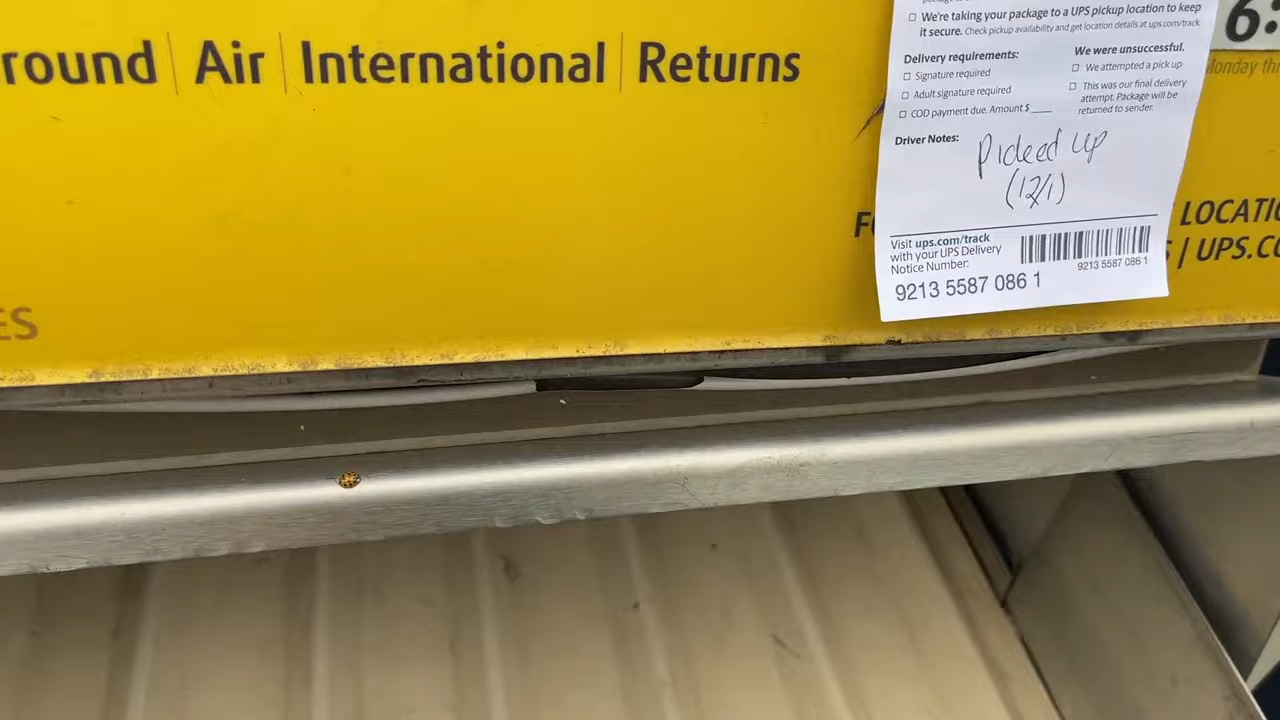 round | Air | International | Returns
☐ We're taking your package to a UPS pickup location to keep
it secure. Check pickup availability and get location details at ups.com/track.
Delivery requirements:
☐ Signature required
☐ Adult signature required
☐ COD payment due. Amount $ ____
We were unsuccessful.
☐ We attempted a pick up
☐ This was our final delivery
attempt. Package will be
returned to sender.
Driver Notes: Picked up
(12/1)
Visit ups.com/track
with your UPS Delivery
Notice Number:
9213 5587 086 1
9213 5587 086 1
6:
Monday thr
LOCATIO
| UPS.CO
ES